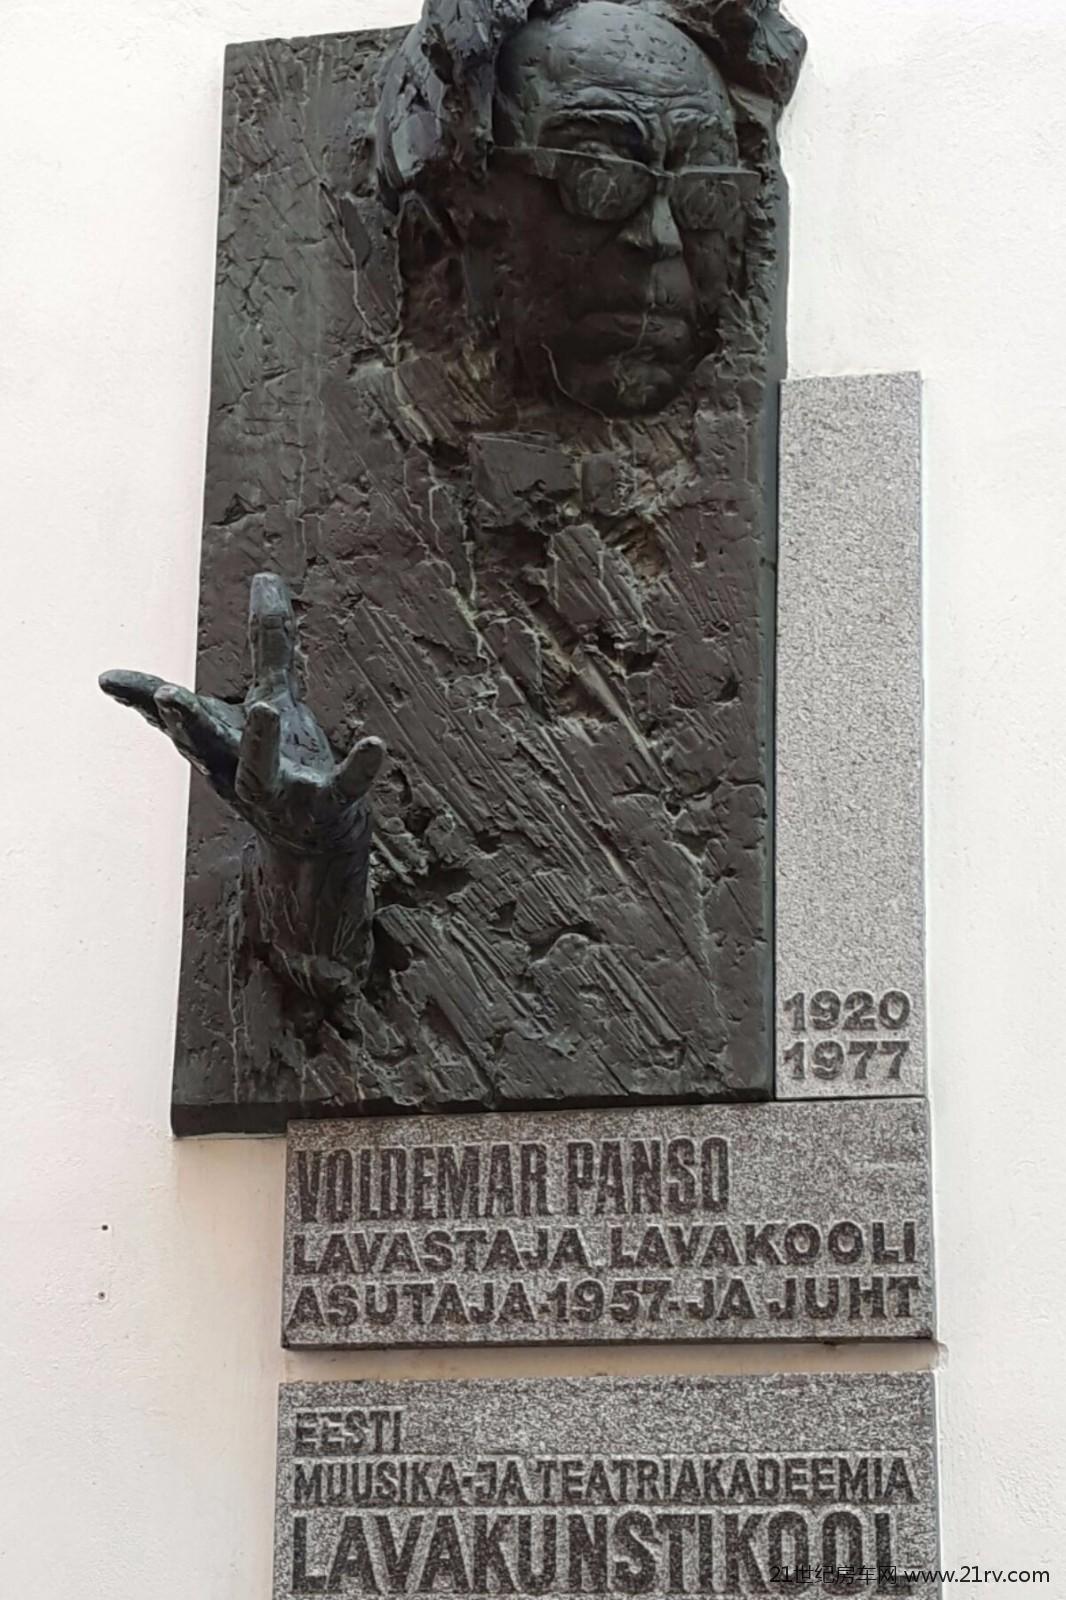 1920
1977
VOLDEMAR PANSO
LAVASTAJA LAVAKOOLI
ASUTAJA-1957-JA JUHT
EESTI
MUUSIKA-JA TEATRIAKADEEMIA
LAVAKUNSTIKOOL
21世纪房车网 www.21rv.com